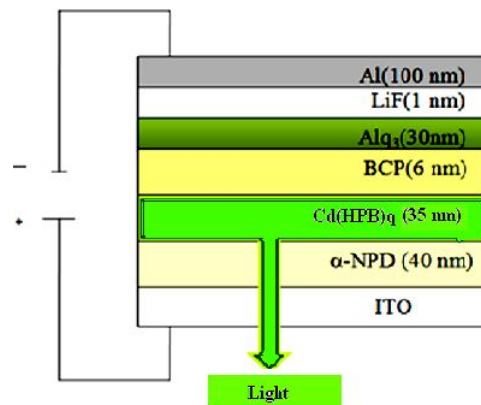 Al(100 nm)
LiF(1 nm)
Alq₃(30nm)
BCP(6 nm)
Cd(HPB)q (35 nm)
α-NPD (40 nm)
ITO
Light
−
+